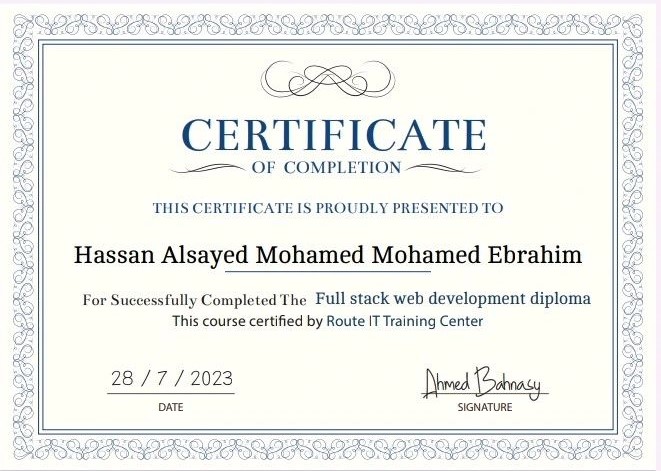 CERTIFICATE
OF COMPLETION
THIS CERTIFICATE IS PROUDLY PRESENTED TO
Hassan Alsayed Mohamed Mohamed Ebrahim
For Successfully Completed The Full stack web development diploma
This course certified by Route IT Training Center
28 / 7 / 2023 Ahmed Bahnasy
DATE SIGNATURE